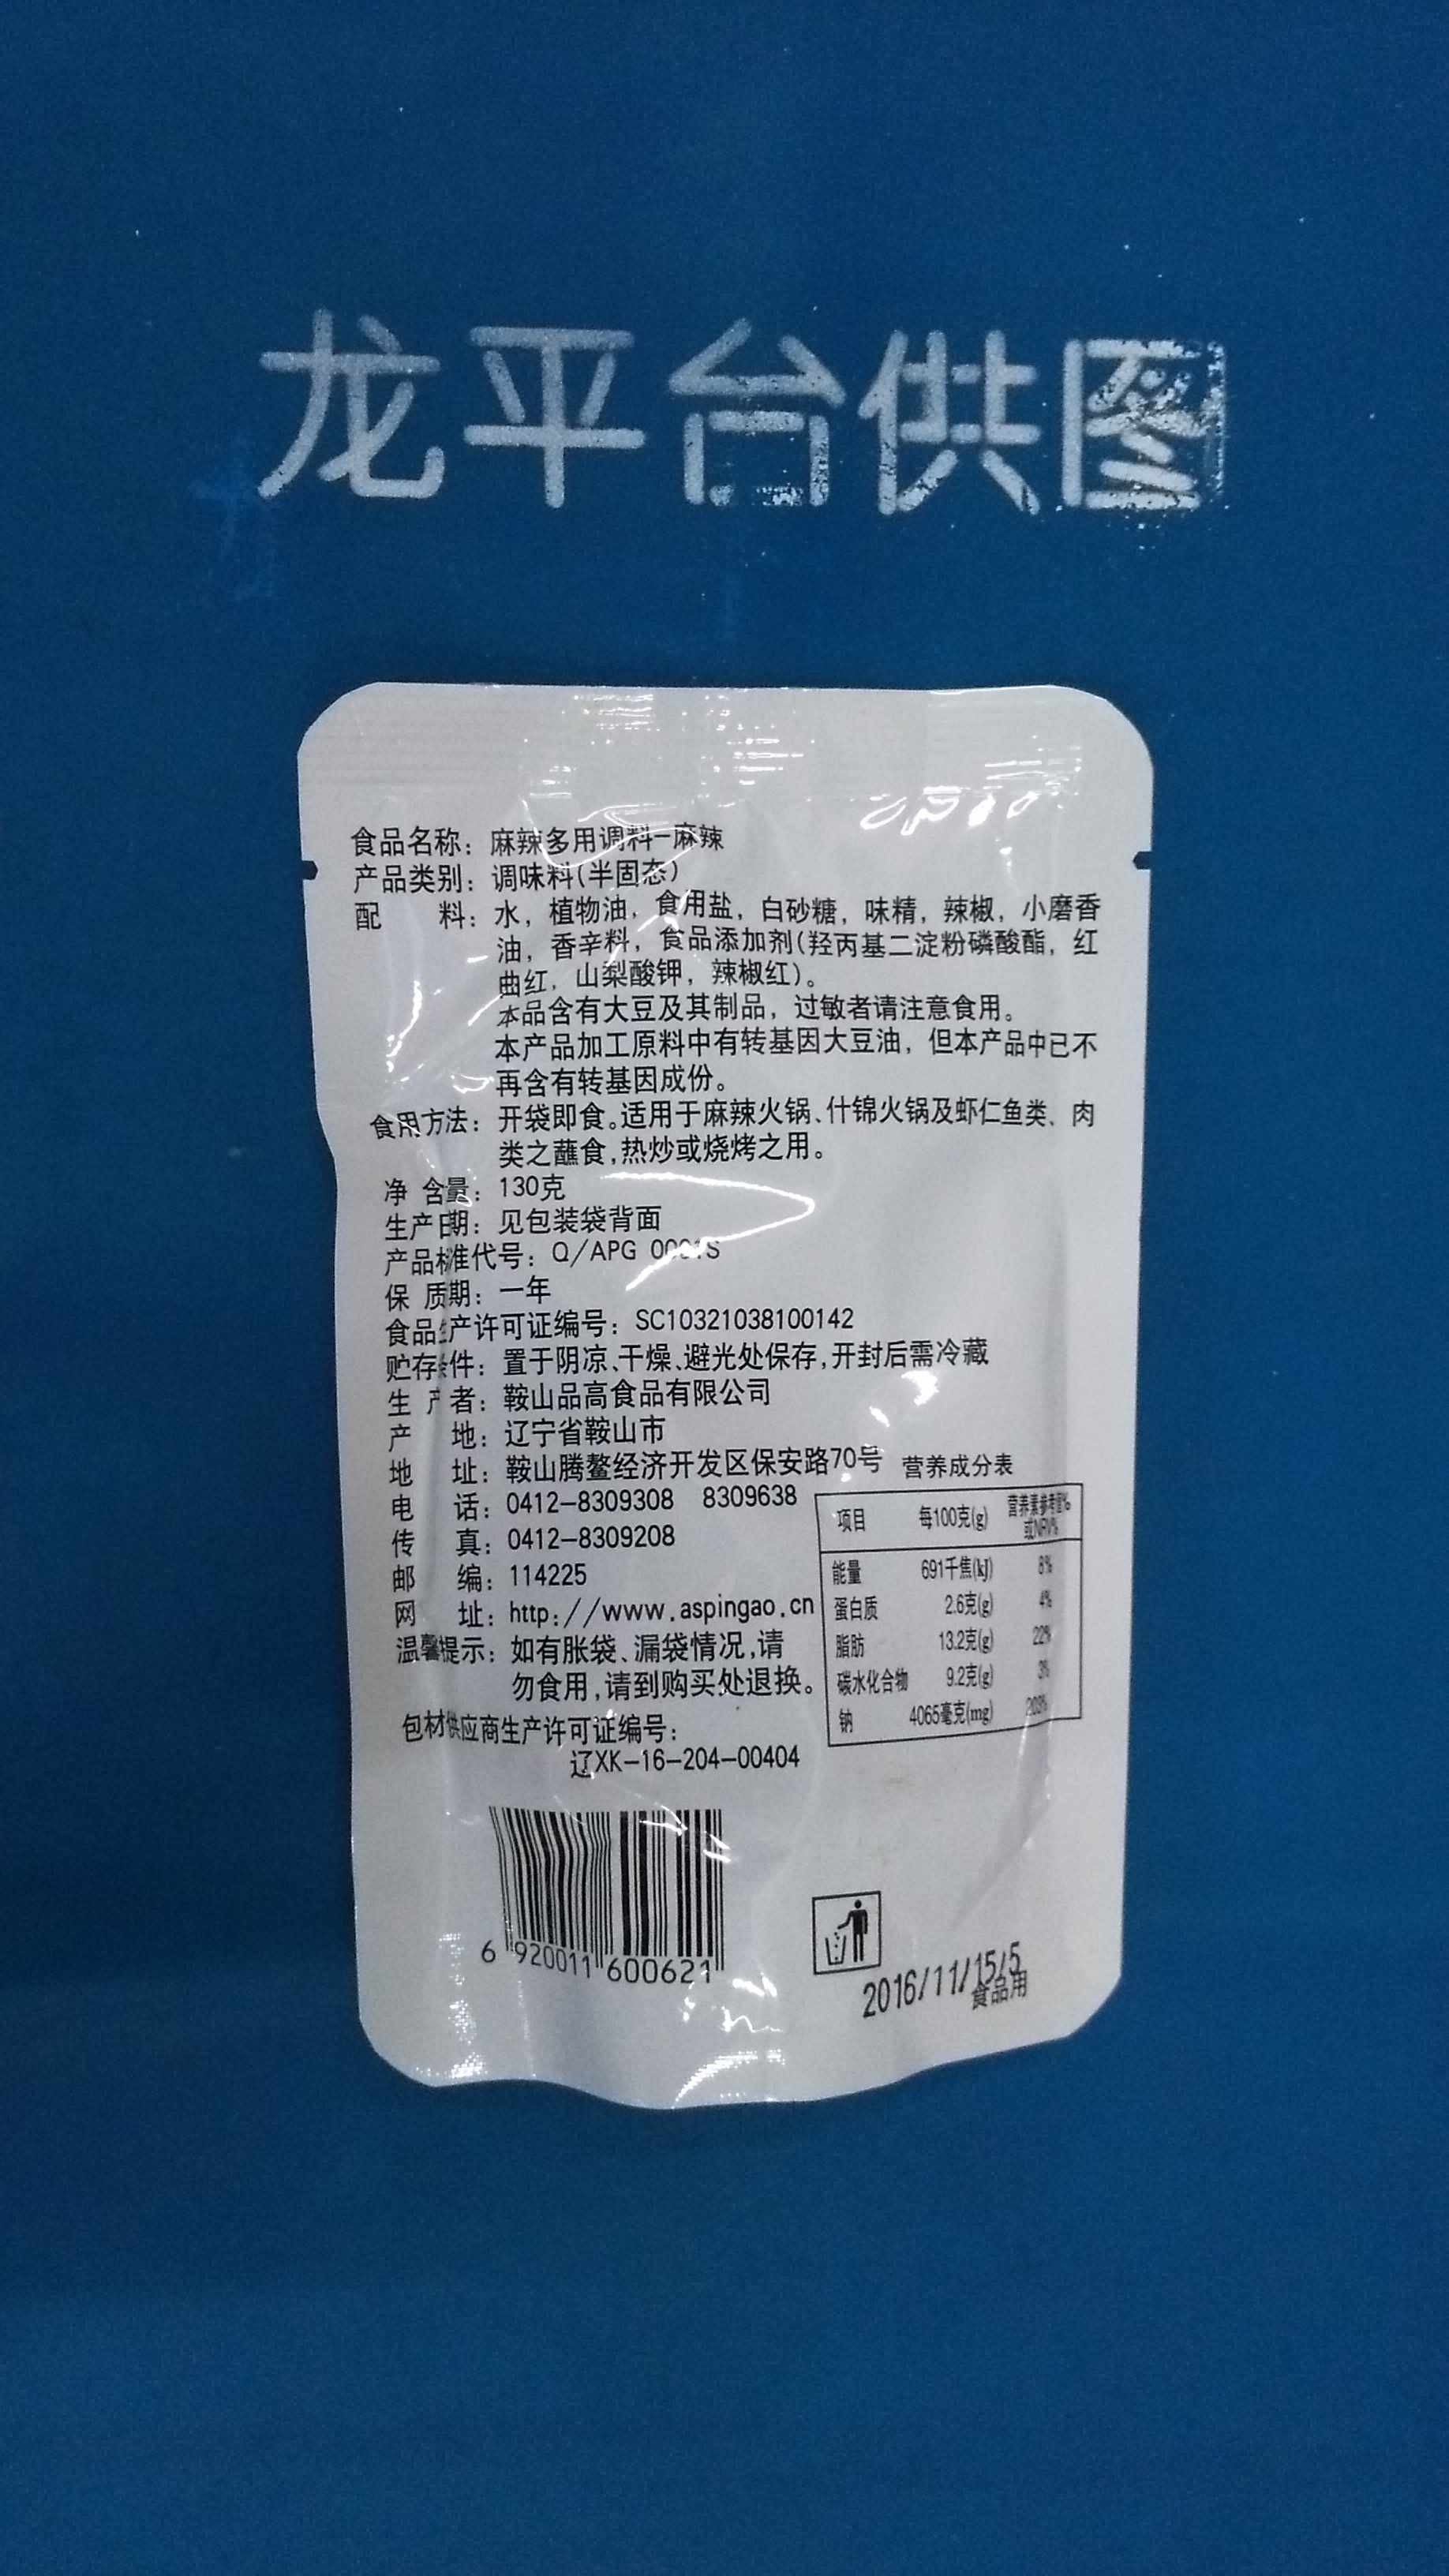 龙平台供图
食品名称：麻辣多用调料-麻辣
产品类别：调味料（半固态）
配 料：水，植物油，食用盐，白砂糖，味精，辣椒，小磨香
油，香辛料，食品添加剂（羟丙基二淀粉磷酸酯，红
曲红，山梨酸钾，辣椒红）。
本品含有大豆及其制品，过敏者请注意食用。
本产品加工原料中有转基因大豆油，但本产品中已不
再含有转基因成份。
食用方法：开袋即食。适用于麻辣火锅、什锦火锅及虾仁鱼类、肉
类之蘸食，热炒或烧烤之用。
净 含量：130克
生产日期：见包装袋背面
产品标准代号：Q/APG 0001S
保 质期：一年
食品生产许可证编号：SC10321038100142
贮存条件：置于阴凉、干燥、避光处保存，开封后需冷藏
生 产 者：鞍山品高食品有限公司
产 地：辽宁省鞍山市
地 址：鞍山腾鳌经济开发区保安路70号
电 话：0412-8309308 8309638
传 真：0412-8309208
邮 编：114225
网 址：http://www.aspingao.cn
温馨提示：如有胀袋、漏袋情况，请
勿食用，请到购买处退换。
包材供应商生产许可证编号：
辽XK-16-204-00404
营养成分表
项目 每100克(g) 营养素参考值%
或NRV%
能量 691千焦(kJ) 8%
蛋白质 2.6克(g) 4%
脂肪 13.2克(g) 22%
碳水化合物 9.2克(g) 3%
钠 4065毫克(mg) 203%
6 920011 600621
2016/11/15/5
食品用